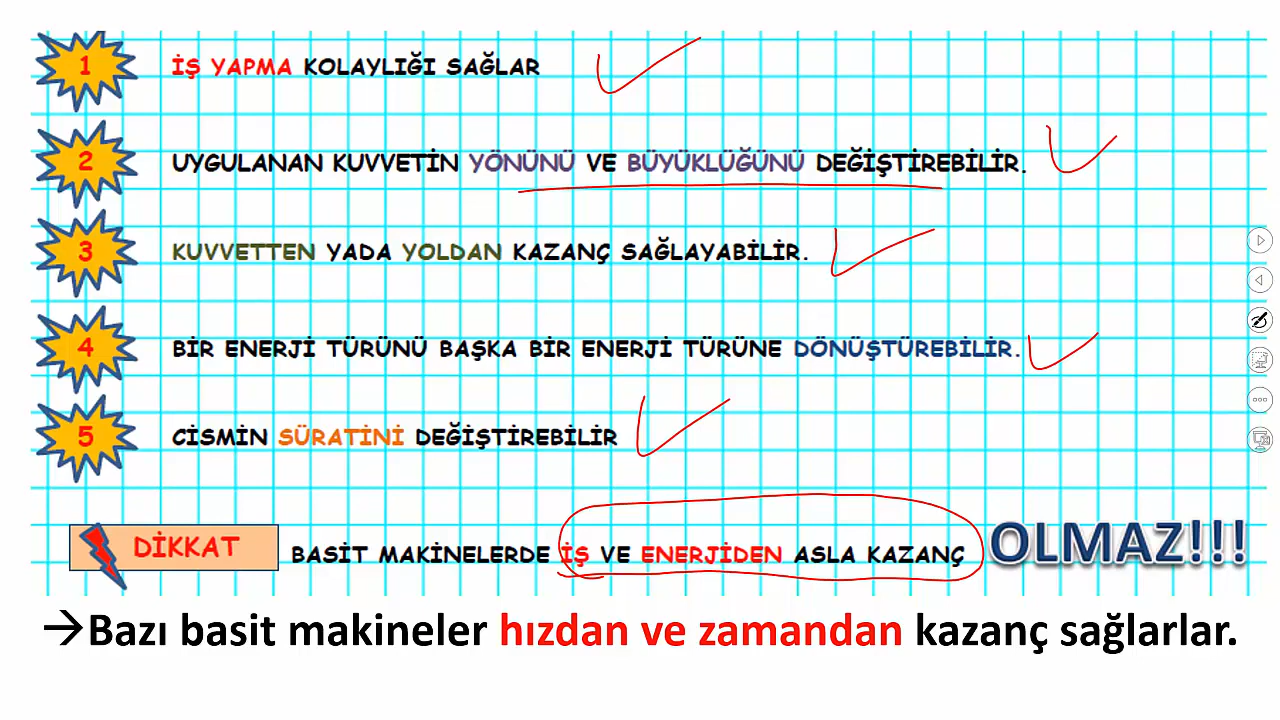 1 İŞ YAPMA KOLAYLIĞI SAĞLAR
2 UYGULANAN KUVVETİN YÖNÜNÜ VE BÜYÜKLÜĞÜNÜ DEĞİŞTİREBİLİR.
3 KUVVETTEN YADA YOLDAN KAZANÇ SAĞLAYABİLİR.
4 BİR ENERJİ TÜRÜNÜ BAŞKA BİR ENERJİ TÜRÜNE DÖNÜŞTÜREBİLİR.
5 CİSMİN SÜRATİNİ DEĞİŞTİREBİLİR
DİKKAT BASİT MAKİNELERDE İŞ VE ENERJİDEN ASLA KAZANÇ OLMAZ!!!
→Bazı basit makineler hızdan ve zamandan kazanç sağlarlar.